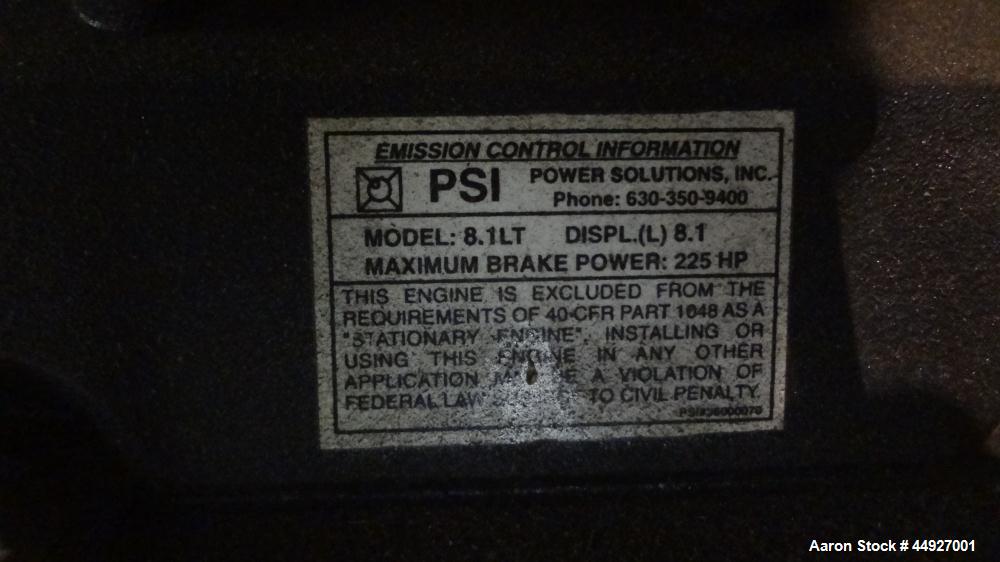 EMISSION CONTROL INFORMATION
PSI
POWER SOLUTIONS, INC.
Phone: 630-350-9400
MODEL: 8.1LT DISPL.(L) 8.1
MAXIMUM BRAKE POWER: 225 HP
THIS ENGINE IS EXCLUDED FROM THE
REQUIREMENTS OF 40-CFR PART 1048 AS A
"STATIONARY ENGINE". INSTALLING OR
USING THIS ENGINE IN ANY OTHER
APPLICATION A VIOLATION OF
FEDERAL LAW TO CIVIL PENALTY.
Aaron Stock # 44927001